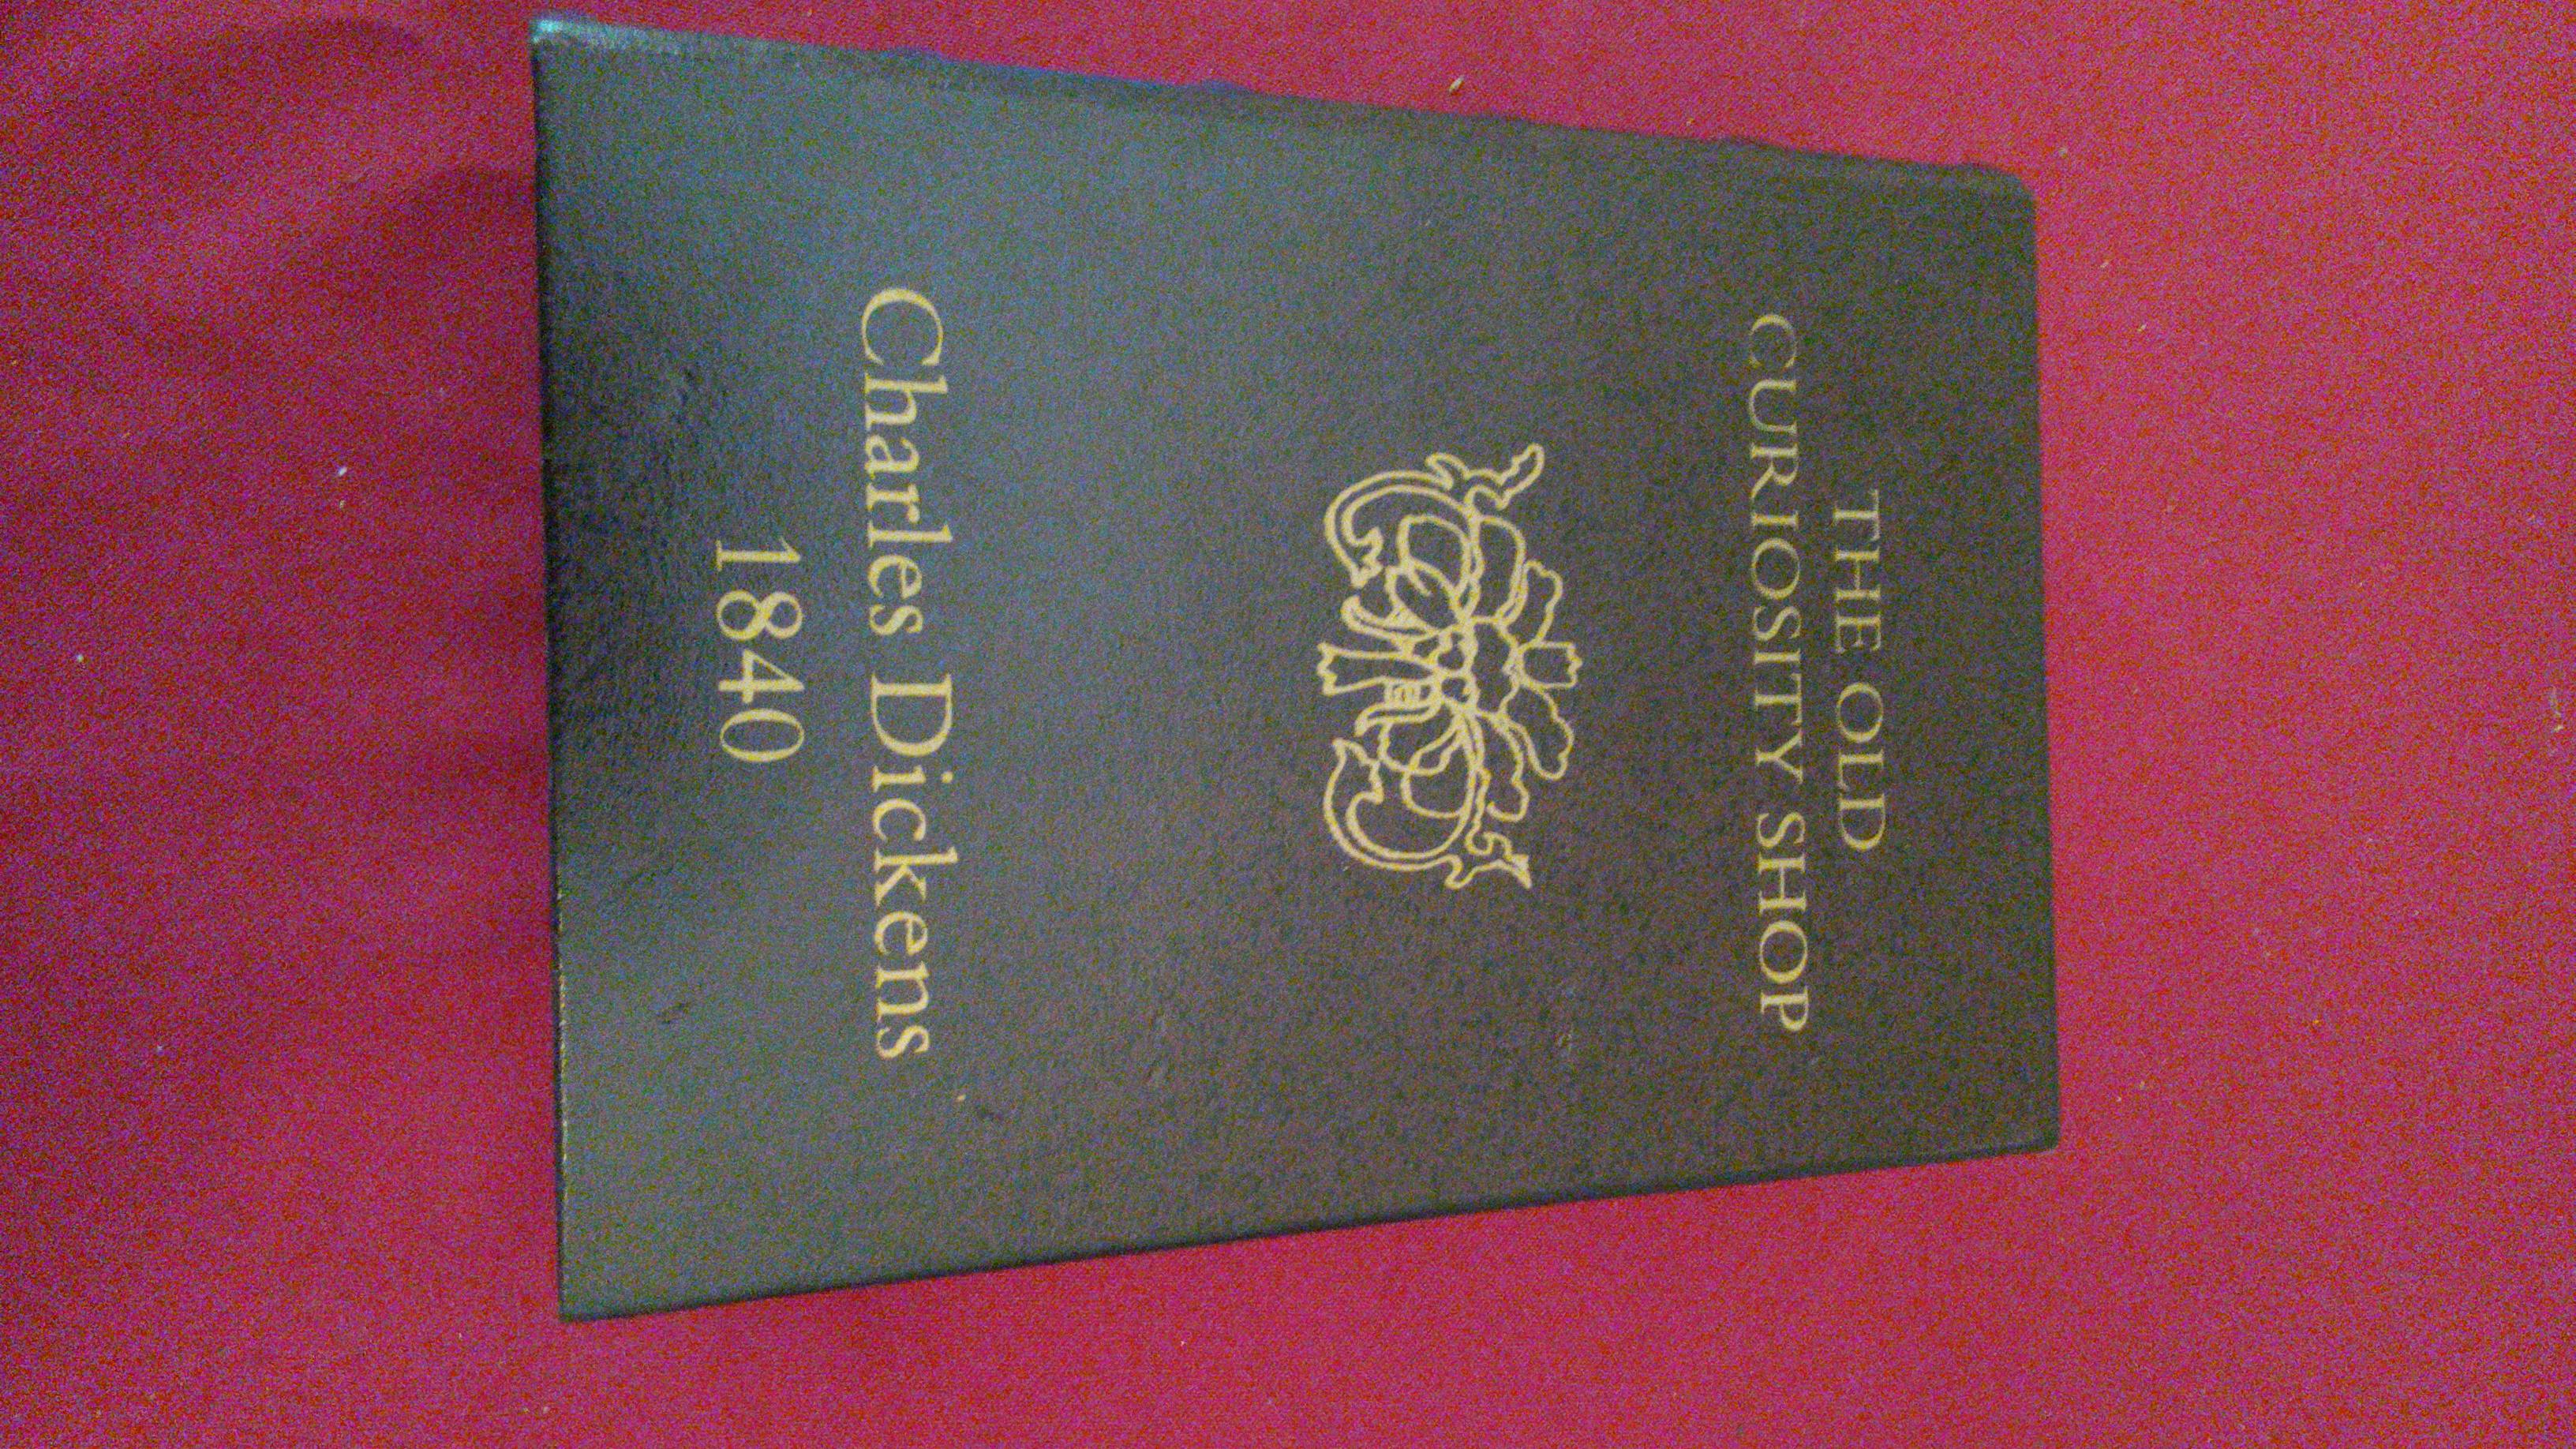 THE OLD
CURIOSITY SHOP
Charles Dickens
1840